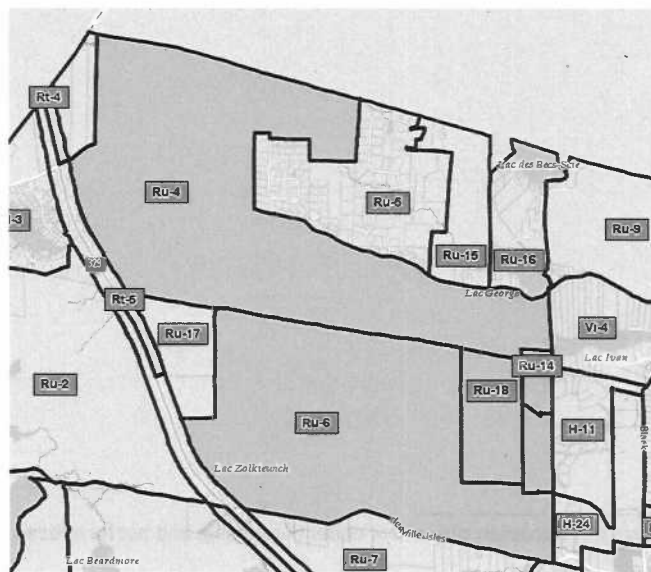 Rt-4
Lac des Becs-Scie
Ru-4
Ru-5
I-3
Ru-9
Ru-15
Ru-16
Lac George
Rt-5
Vi-4
Ru-17
Lac Ivan
Ru-14
Ru-2
Ru-18
Ru-6
H-11
Lac Zolkiewich
H-24
Ru-7
Lac Beardmore